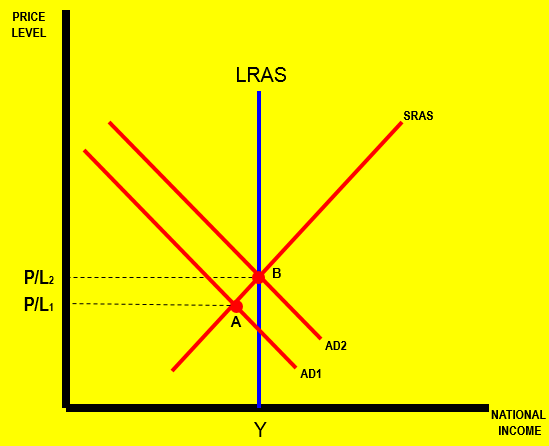 PRICE
LEVEL
LRAS
SRAS
P/L₂
B
P/L₁
A
AD2
AD1
NATIONAL
INCOME
Y